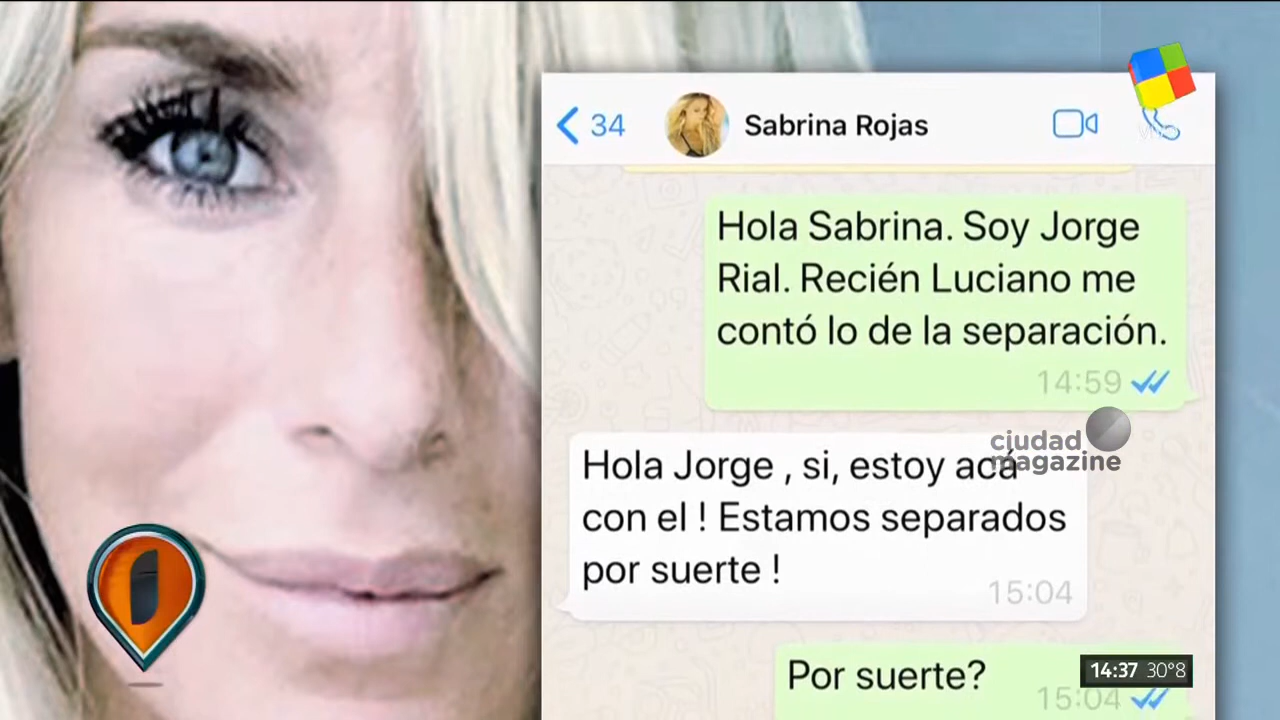 34
Sabrina Rojas
VIVO
Hola Sabrina. Soy Jorge
Rial. Recién Luciano me
contó lo de la separación.
14:59
ciudad
magazine
Hola Jorge , si, estoy acá
con el ! Estamos separados
por suerte !
15:04
Por suerte?
15:04
14:37 30°8